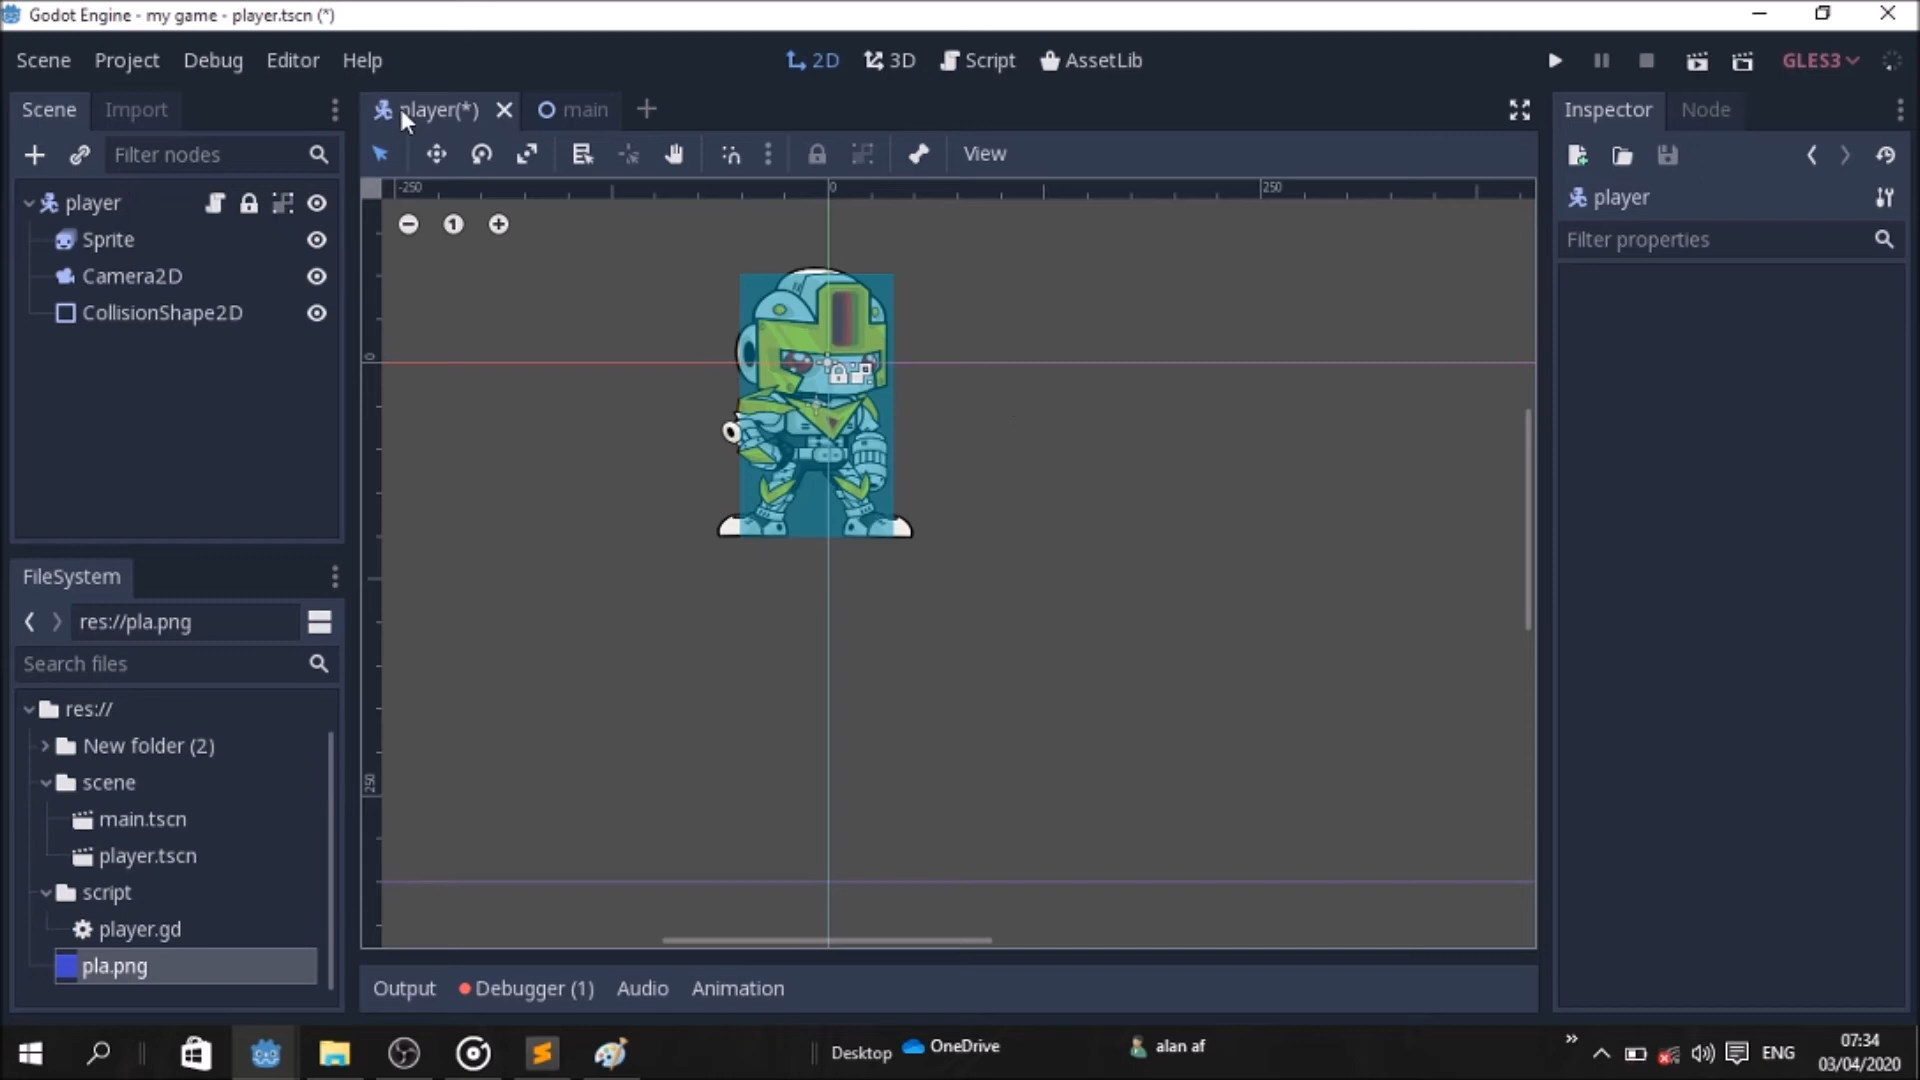 Godot Engine - my game - player.tscn (*)
Scene Project Debug Editor Help 2D 3D Script AssetLib GLES3
Scene Import player(*) main Inspector Node
Filter nodes View
player player
Sprite Filter properties
Camera2D
CollisionShape2D
-250 0 250
1
0
250
FileSystem
res://pla.png
Search files
res://
New folder (2)
scene
main.tscn
player.tscn
script
player.gd
pla.png
Output Debugger (1) Audio Animation
Desktop OneDrive alan af ENG 07:34
03/04/2020